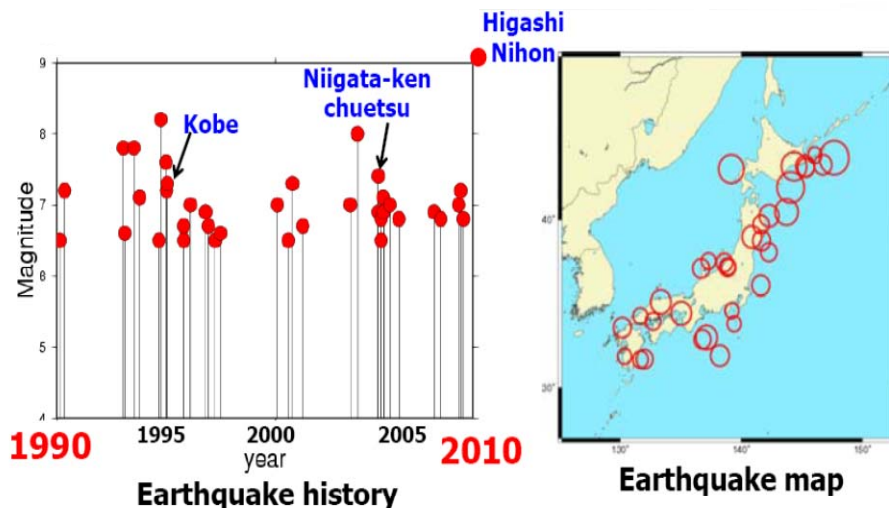 Higashi
Nihon
9
8
7
6
5
4
Magnitude
Kobe
Niigata-ken
chuetsu
1990
1995
2000
2005
2010
year
Earthquake history
40°
30°
130°
140°
150°
Earthquake map